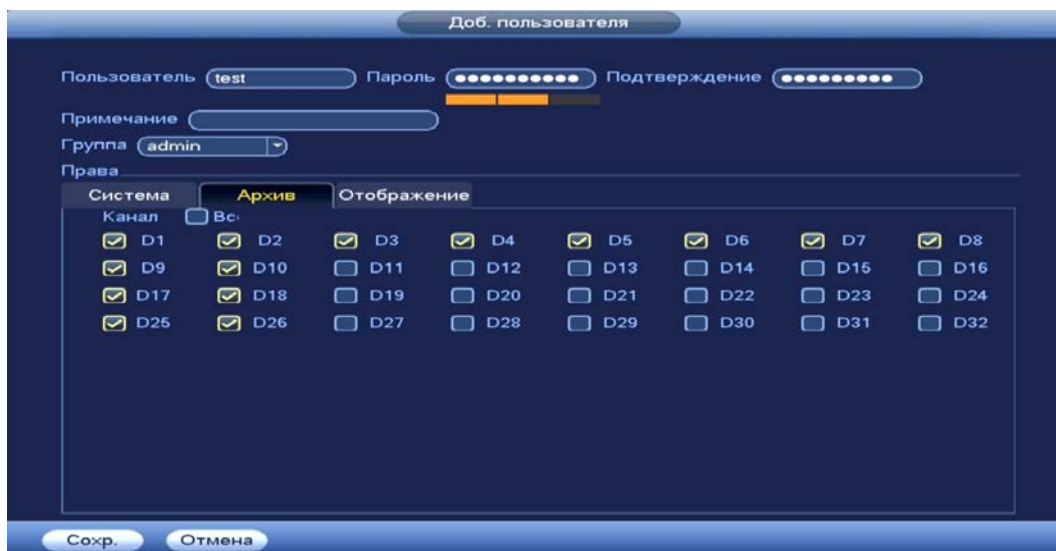 Доб. пользователя
Пользователь test Пароль ●●●●●●●●●● Подтверждение ●●●●●●●●●
Примечание
Группа admin
Права
Система Архив Отображение
Канал Вс
D1 D2 D3 D4 D5 D6 D7 D8
D9 D10 D11 D12 D13 D14 D15 D16
D17 D18 D19 D20 D21 D22 D23 D24
D25 D26 D27 D28 D29 D30 D31 D32
Сохр. Отмена